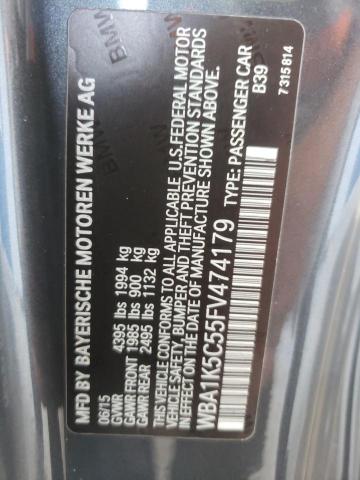 MFD BY BAYERISCHE MOTOREN WERKE AG
06/15
GVWR 4395 lbs 1994 kg
GAWR FRONT 1985 lbs 900 kg
GAWR REAR 2495 lbs 1132 kg
THIS VEHICLE CONFORMS TO ALL APPLICABLE U.S. FEDERAL MOTOR
VEHICLE SAFETY, BUMPER AND THEFT PREVENTION STANDARDS
IN EFFECT ON THE DATE OF MANUFACTURE SHOWN ABOVE.
WBA1K5C55FV474179 TYPE: PASSENGER CAR
B39
7 315 814
BMW
BMW